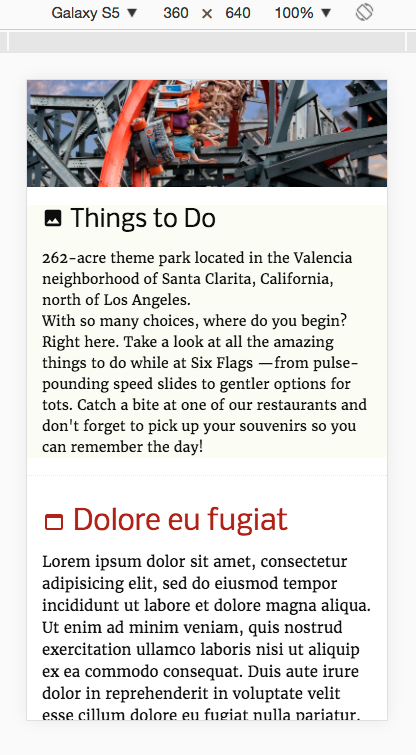 Galaxy S5 ▼ 360 × 640 100% ▼
Things to Do
262-acre theme park located in the Valencia
neighborhood of Santa Clarita, California,
north of Los Angeles.
With so many choices, where do you begin?
Right here. Take a look at all the amazing
things to do while at Six Flags —from pulse-
pounding speed slides to gentler options for
tots. Catch a bite at one of our restaurants and
don't forget to pick up your souvenirs so you
can remember the day!
Dolore eu fugiat
Lorem ipsum dolor sit amet, consectetur
adipisicing elit, sed do eiusmod tempor
incididunt ut labore et dolore magna aliqua.
Ut enim ad minim veniam, quis nostrud
exercitation ullamco laboris nisi ut aliquip
ex ea commodo consequat. Duis aute irure
dolor in reprehenderit in voluptate velit
esse cillum dolore eu fugiat nulla pariatur.